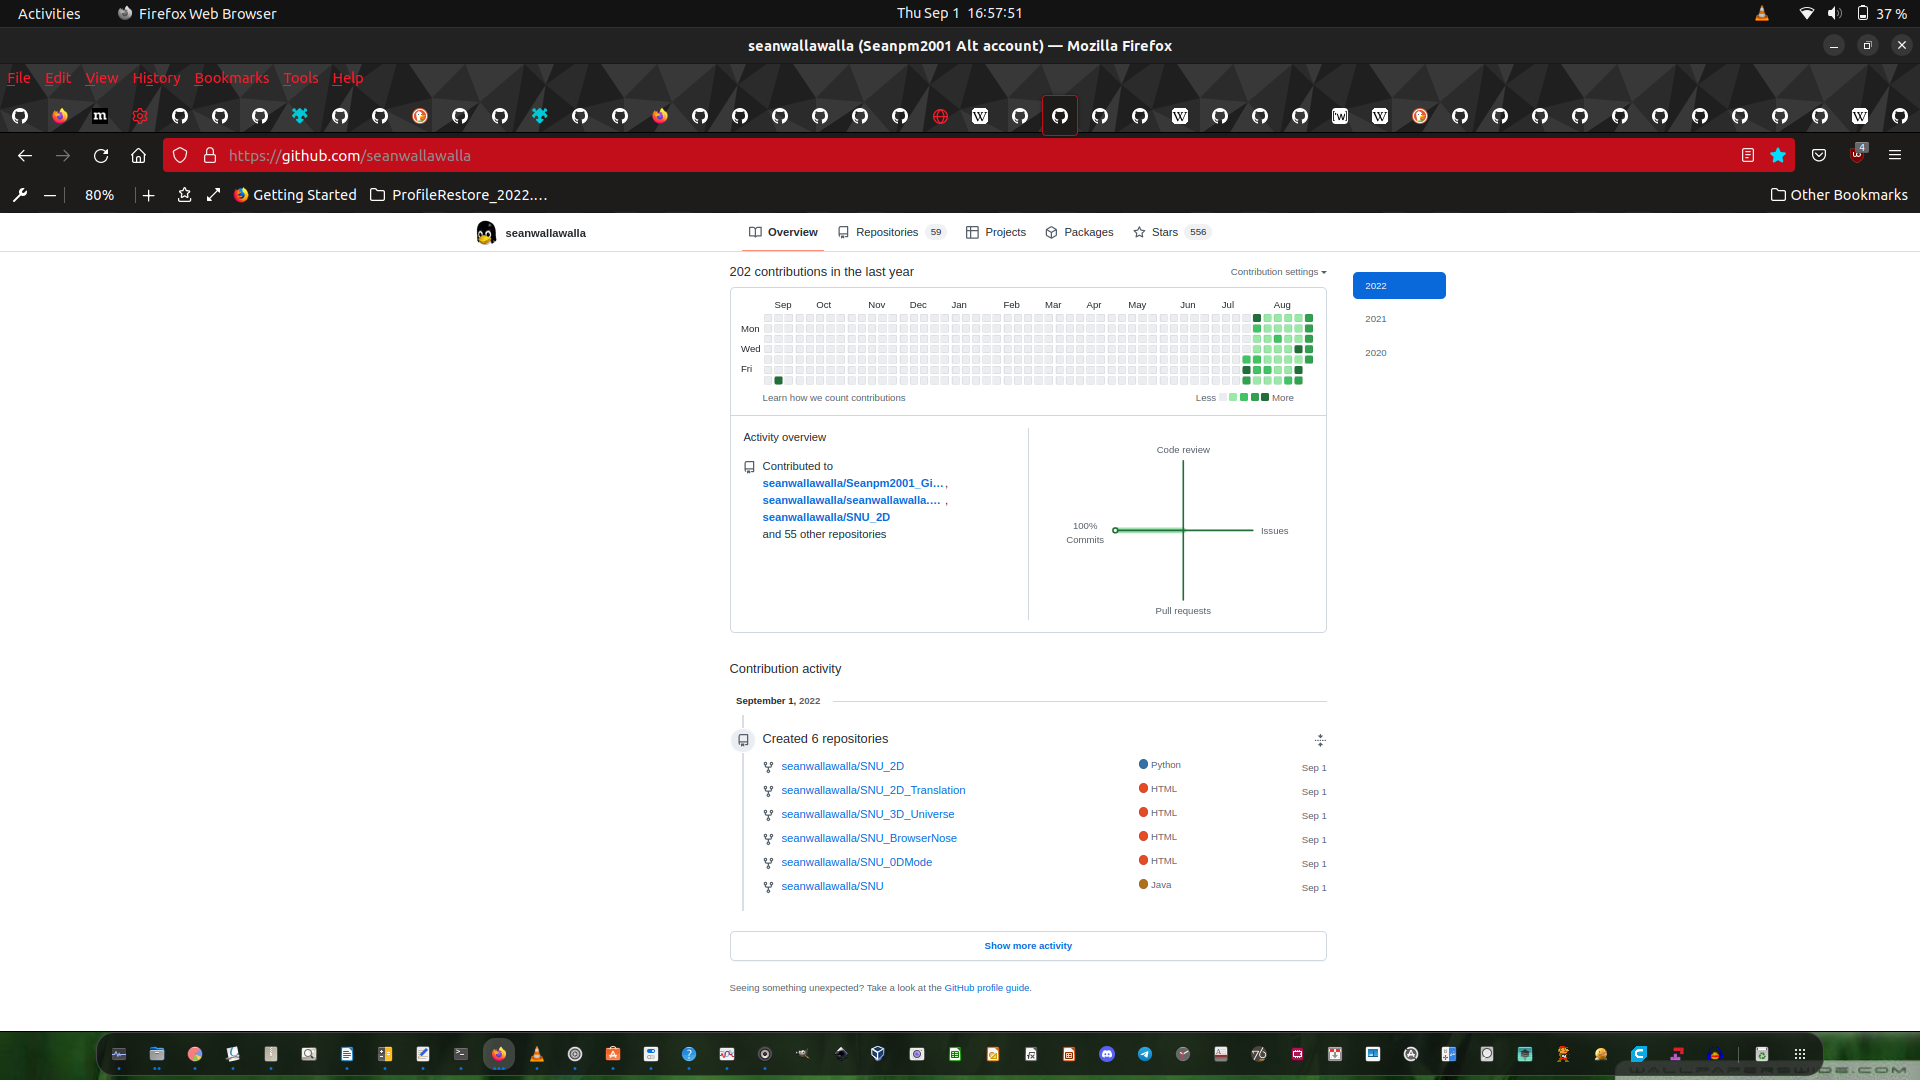 Activities Firefox Web Browser Thu Sep 1 16:57:51 37 %
seanwallawalla (Seanpm2001 Alt account) — Mozilla Firefox
File Edit View History Bookmarks Tools Help
https://github.com/seanwallawalla 4
80% Getting Started ProfileRestore_2022.… Other Bookmarks
seanwallawalla Overview Repositories 59 Projects Packages Stars 556
202 contributions in the last year Contribution settings
2022
2021
2020
Sep Oct Nov Dec Jan Feb Mar Apr May Jun Jul Aug
Mon
Wed
Fri
Learn how we count contributions Less More
Activity overview
Contributed to
seanwallawalla/Seanpm2001_Gi… ,
seanwallawalla/seanwallawalla.… ,
seanwallawalla/SNU_2D
and 55 other repositories
Code review
100%
Commits
Issues
Pull requests
Contribution activity
September 1, 2022
Created 6 repositories
seanwallawalla/SNU_2D Python Sep 1
seanwallawalla/SNU_2D_Translation HTML Sep 1
seanwallawalla/SNU_3D_Universe HTML Sep 1
seanwallawalla/SNU_BrowserNose HTML Sep 1
seanwallawalla/SNU_0DMode HTML Sep 1
seanwallawalla/SNU Java Sep 1
Show more activity
Seeing something unexpected? Take a look at the GitHub profile guide.
WALLPAPERSWIDE.COM